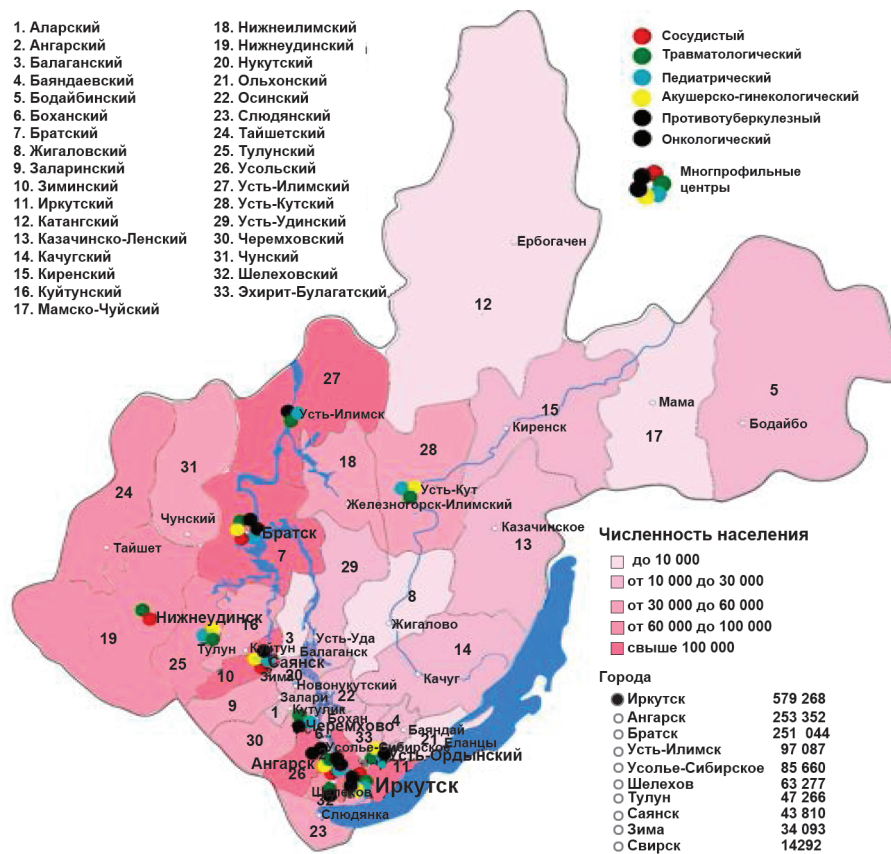 1. Аларский
2. Ангарский
3. Балаганский
4. Баяндаевский
5. Бодайбинский
6. Боханский
7. Братский
8. Жигаловский
9. Заларинский
10. Зиминский
11. Иркутский
12. Катангский
13. Казачинско-Ленский
14. Качугский
15. Киренский
16. Куйтунский
17. Мамско-Чуйский
18. Нижнеилимский
19. Нижнеудинский
20. Нукутский
21. Ольхонский
22. Осинский
23. Слюдянский
24. Тайшетский
25. Тулунский
26. Усольский
27. Усть-Илимский
28. Усть-Кутский
29. Усть-Удинский
30. Черемховский
31. Чунский
32. Шелеховский
33. Эхирит-Булагатский
Сосудистый
Травматологический
Педиатрический
Акушерско-гинекологический
Противотуберкулезный
Онкологический
Многпрофильные
центры
Ербогачен
12
27
5
15
Мама
Усть-Илимск
Киренск
Бодайбо
17
28
31
18
24
Усть-Кут
Железногорск-Илимский
Чунский
Братск
Казачинское
13
Тайшет
7
29
8
Нижнеудинск
Жигалово
19
16
3
Усть-Уда
Тулун
Куйтун
Балаганск
14
25
Саянск
Зима
20
Качуг
10
Новонукутский
9
Залари
22
1
Кутулик
Бохан
4
Черемхово
Баяндай
30
6
33
21
Еланцы
Усолье-Сибирское
Усть-Ордынский
Ангарск
11
26
Иркутск
Шелехов
32
Слюдянка
23
Численность населения
до 10 000
от 10 000 до 30 000
от 30 000 до 60 000
от 60 000 до 100 000
свыше 100 000
Города
Иркутск 579 268
Ангарск 253 352
Братск 251 044
Усть-Илимск 97 087
Усолье-Сибирское 85 660
Шелехов 63 277
Тулун 47 266
Саянск 43 810
Зима 34 093
Свирск 14292